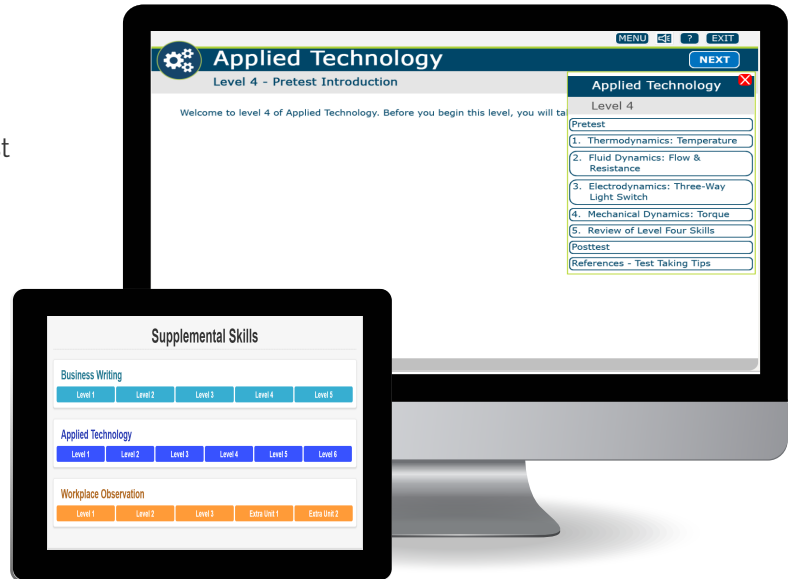 MENU ? EXIT
Applied Technology
NEXT
Level 4 - Pretest Introduction
Welcome to level 4 of Applied Technology. Before you begin this level, you will
Applied Technology
Level 4
Pretest
1. Thermodynamics: Temperature
2. Fluid Dynamics: Flow &
Resistance
3. Electrodynamics: Three-Way
Light Switch
4. Mechanical Dynamics: Torque
5. Review of Level Four Skills
Posttest
References - Test Taking Tips
Supplemental Skills
Business Writing
Level 1 Level 2 Level 3 Level 4 Level 5
Applied Technology
Level 1 Level 2 Level 3 Level 4 Level 5 Level 6
Workplace Observation
Level 1 Level 2 Level 3 Extra Unit 1 Extra Unit 2